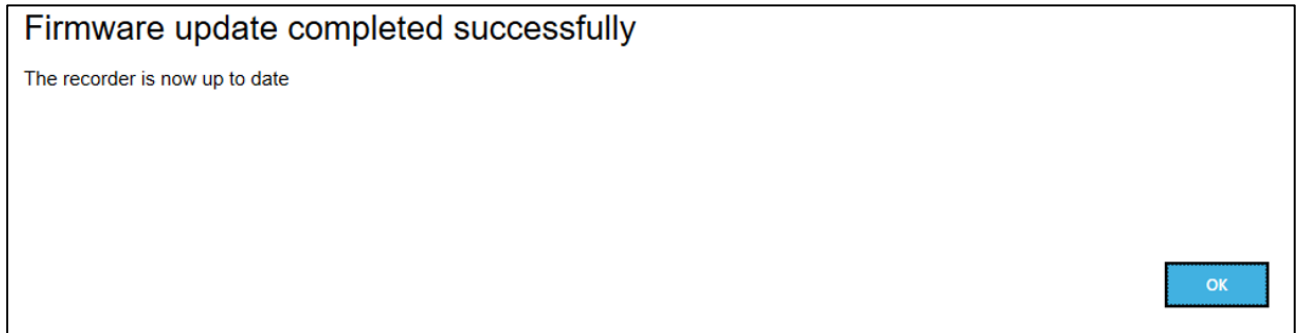 Firmware update completed successfully
The recorder is now up to date
OK